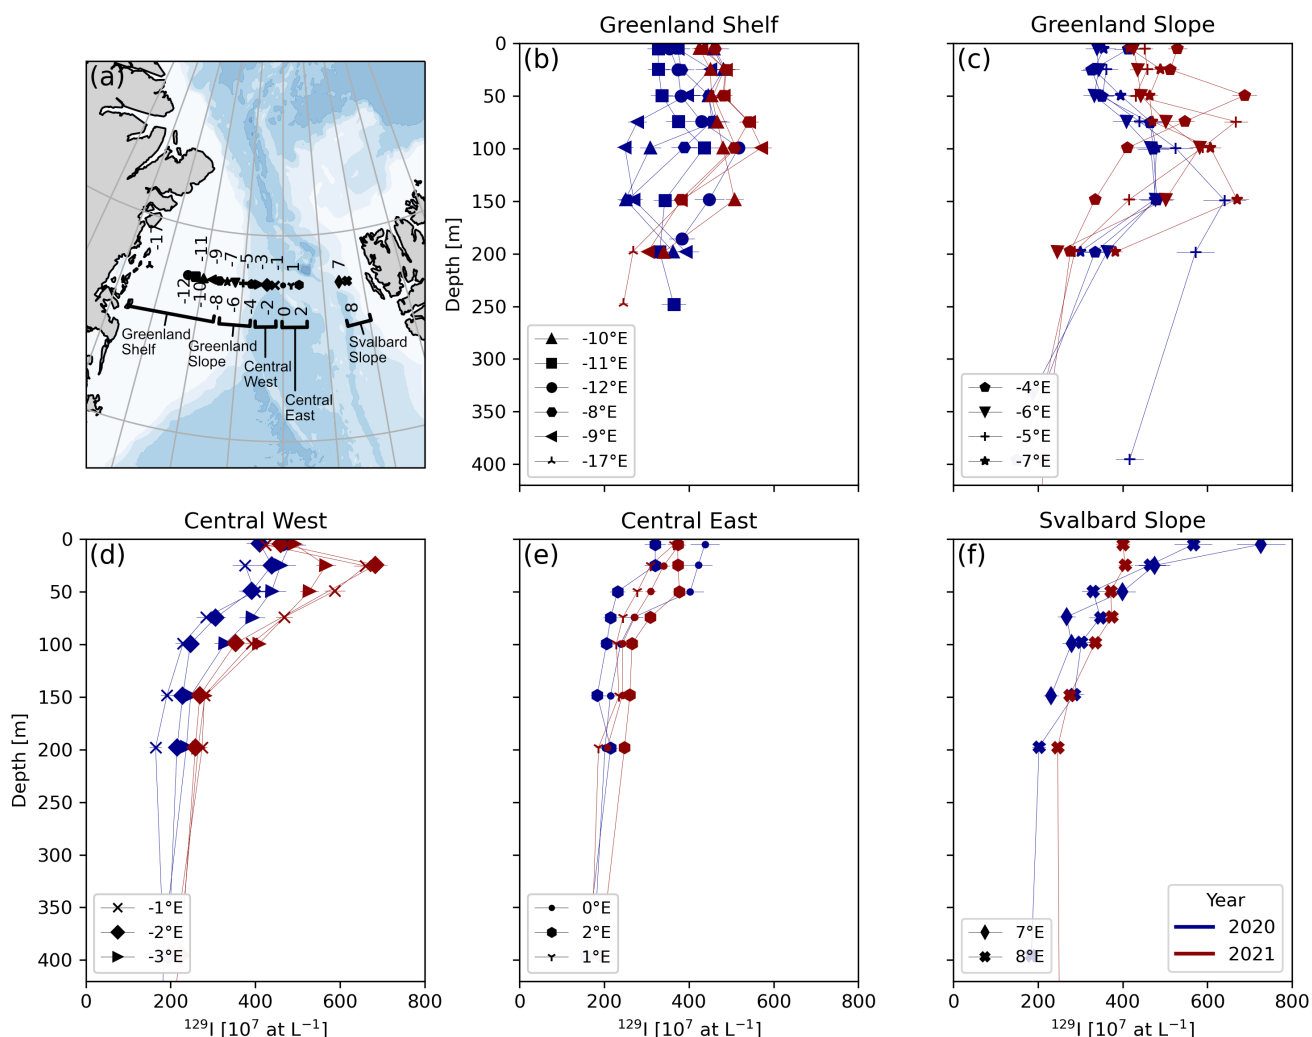 (a)
-17
-11
-9
-7
-5
-3
-1
1
7
-12
-10
-8
-6
-4
-2
0
2
8
Greenland
Shelf
Greenland
Slope
Central
West
Central
East
Svalbard
Slope
Greenland Shelf
(b)
Depth [m]
0
50
100
150
200
250
300
350
400
-10°E
-11°E
-12°E
-8°E
-9°E
-17°E
Greenland Slope
(c)
-4°E
-6°E
-5°E
-7°E
Central West
(d)
Depth [m]
0
50
100
150
200
250
300
350
400
-1°E
-2°E
-3°E
0 200 400 600 800
¹²⁹I [10⁷ at L⁻¹]
Central East
(e)
0°E
2°E
1°E
0 200 400 600 800
¹²⁹I [10⁷ at L⁻¹]
Svalbard Slope
(f)
7°E
8°E
Year
2020
2021
0 200 400 600 800
¹²⁹I [10⁷ at L⁻¹]